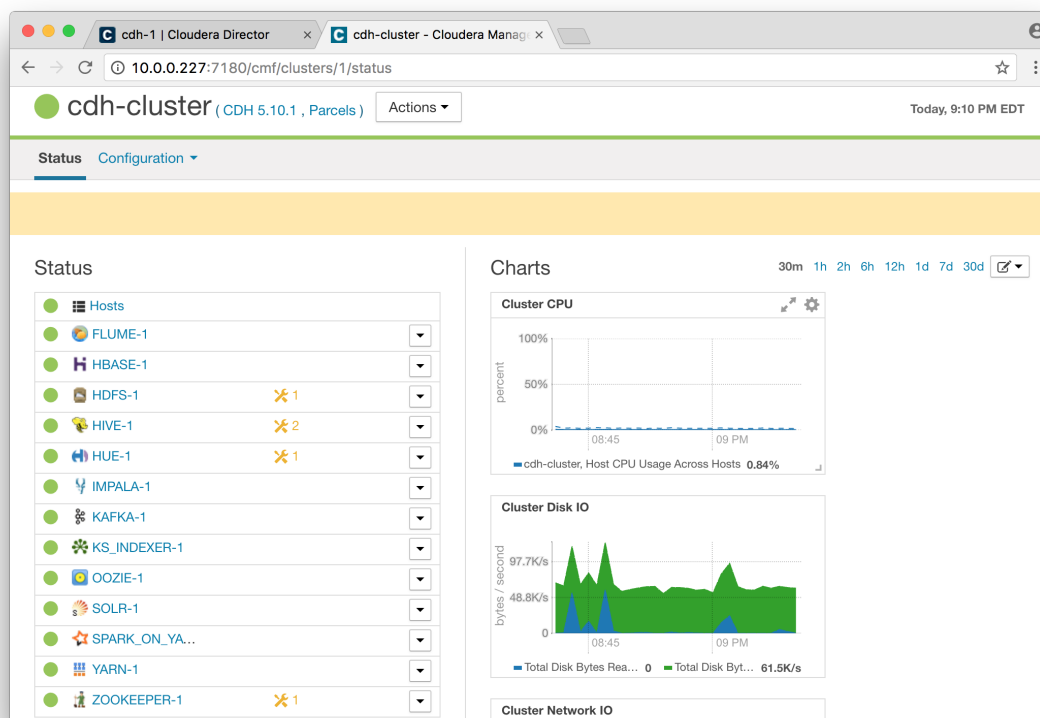 cdh-1 | Cloudera Director
cdh-cluster - Cloudera Manag
10.0.0.227:7180/cmf/clusters/1/status
cdh-cluster ( CDH 5.10.1 , Parcels ) Actions
Today, 9:10 PM EDT
Status Configuration
Status
Hosts
FLUME-1
HBASE-1
HDFS-1 1
HIVE-1 2
HUE-1 1
IMPALA-1
KAFKA-1
KS_INDEXER-1
OOZIE-1
SOLR-1
SPARK_ON_YA...
YARN-1
ZOOKEEPER-1 1
Charts
30m 1h 2h 6h 12h 1d 7d 30d
Cluster CPU
percent
100%
50%
0%
08:45 09 PM
cdh-cluster, Host CPU Usage Across Hosts 0.84%
Cluster Disk IO
bytes / second
97.7K/s
48.8K/s
0
08:45 09 PM
Total Disk Bytes Rea... 0 Total Disk Byt... 61.5K/s
Cluster Network IO